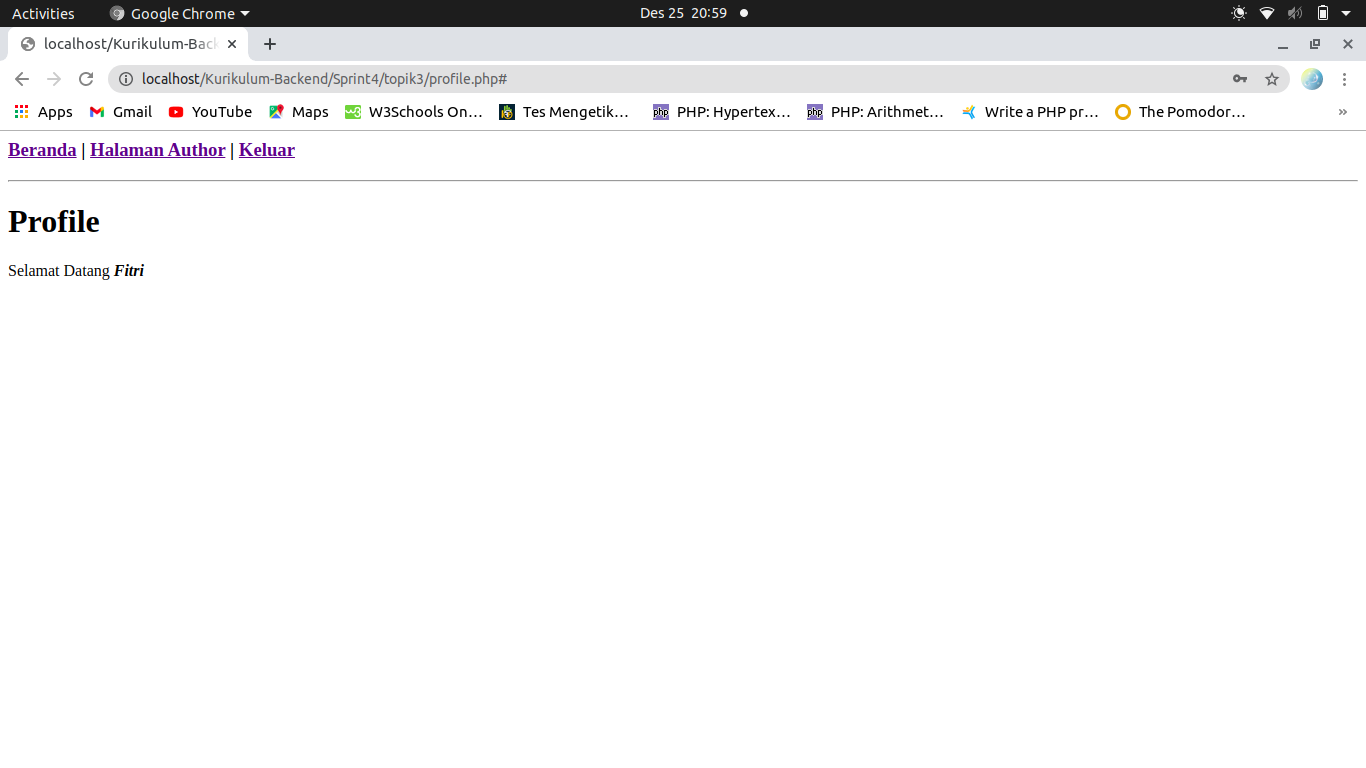 Activities Google Chrome Des 25 20:59
localhost/Kurikulum-Back
localhost/Kurikulum-Backend/Sprint4/topik3/profile.php#
Apps Gmail YouTube Maps W3Schools On… Tes Mengetik… PHP: Hypertex… PHP: Arithmet… Write a PHP pr… The Pomodor… »
Beranda | Halaman Author | Keluar
Profile
Selamat Datang Fitri